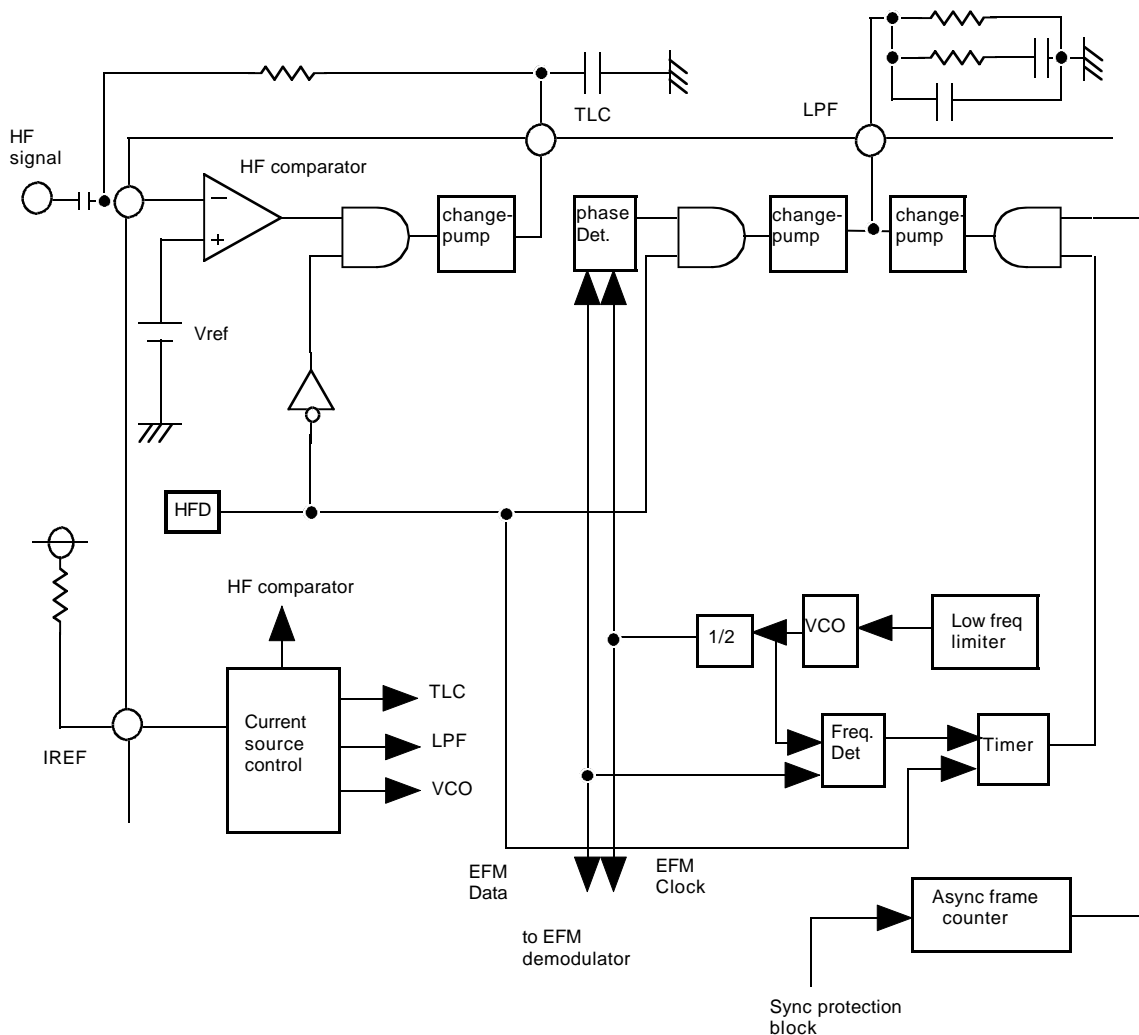 TLC
LPF
HF
signal
HF comparator
change-
pump
phase
Det.
change-
pump
change-
pump
−
+
Vref
HFD
HF comparator
1/2
VCO
Low freq
limiter
TLC
LPF
VCO
Current
source
control
IREF
Freq.
Det
Timer
EFM
Data
EFM
Clock
Async frame
counter
to EFM
demodulator
Sync protection
block